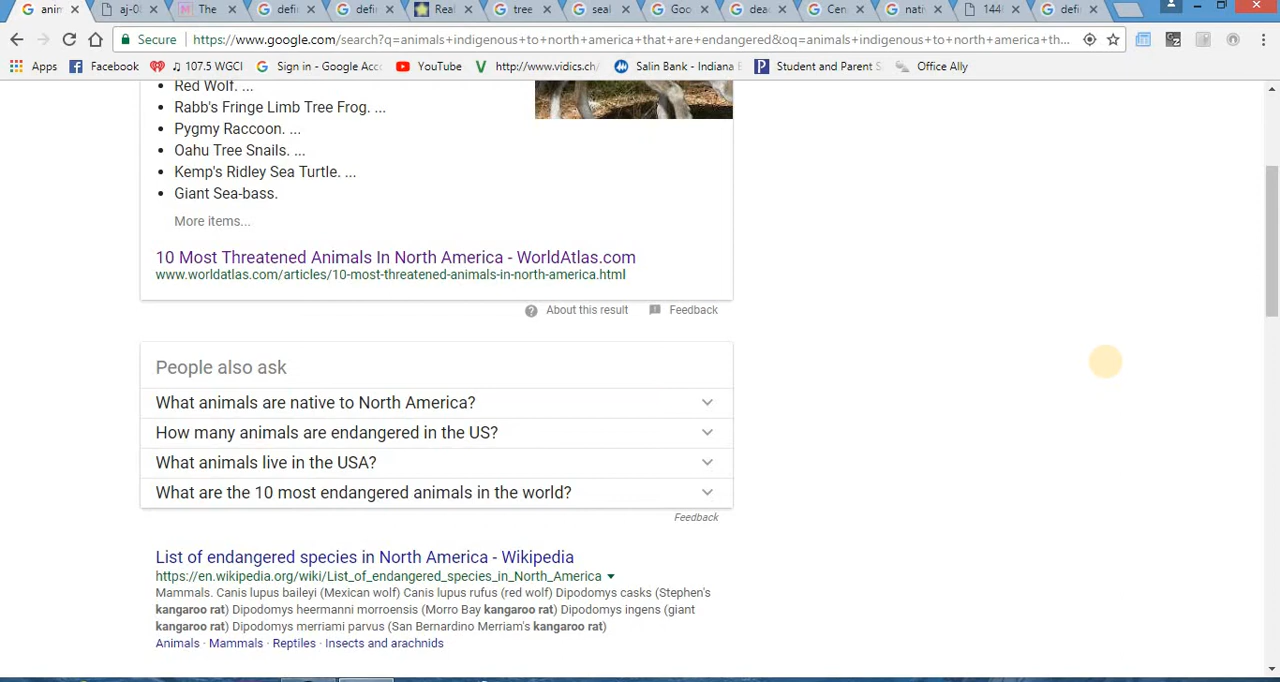 anim
aj-0
The
defin
defi
Real
tree
seal
Goo
dea
Cen
nati
144
defi
Secure
https://www.google.com/search?q=animals+indigenous+to+north+america+that+are+endangered&oq=animals+indigenous+to+north+america+th...
Apps
Facebook
107.5 WGCI
Sign in - Google Acc
YouTube
http://www.vidics.ch/
Salin Bank - Indiana
Student and Parent S
Office Ally
Red Wolf. ...
Rabb's Fringe Limb Tree Frog. ...
Pygmy Raccoon. ...
Oahu Tree Snails. ...
Kemp's Ridley Sea Turtle. ...
Giant Sea-bass.
More items...
10 Most Threatened Animals In North America - WorldAtlas.com
www.worldatlas.com/articles/10-most-threatened-animals-in-north-america.html
About this result Feedback
People also ask
What animals are native to North America?
How many animals are endangered in the US?
What animals live in the USA?
What are the 10 most endangered animals in the world?
Feedback
List of endangered species in North America - Wikipedia
https://en.wikipedia.org/wiki/List_of_endangered_species_in_North_America
Mammals. Canis lupus baileyi (Mexican wolf) Canis lupus rufus (red wolf) Dipodomys casks (Stephen's
kangaroo rat) Dipodomys heermanni morroensis (Morro Bay kangaroo rat) Dipodomys ingens (giant
kangaroo rat) Dipodomys merriami parvus (San Bernardino Merriam's kangaroo rat)
Animals · Mammals · Reptiles · Insects and arachnids